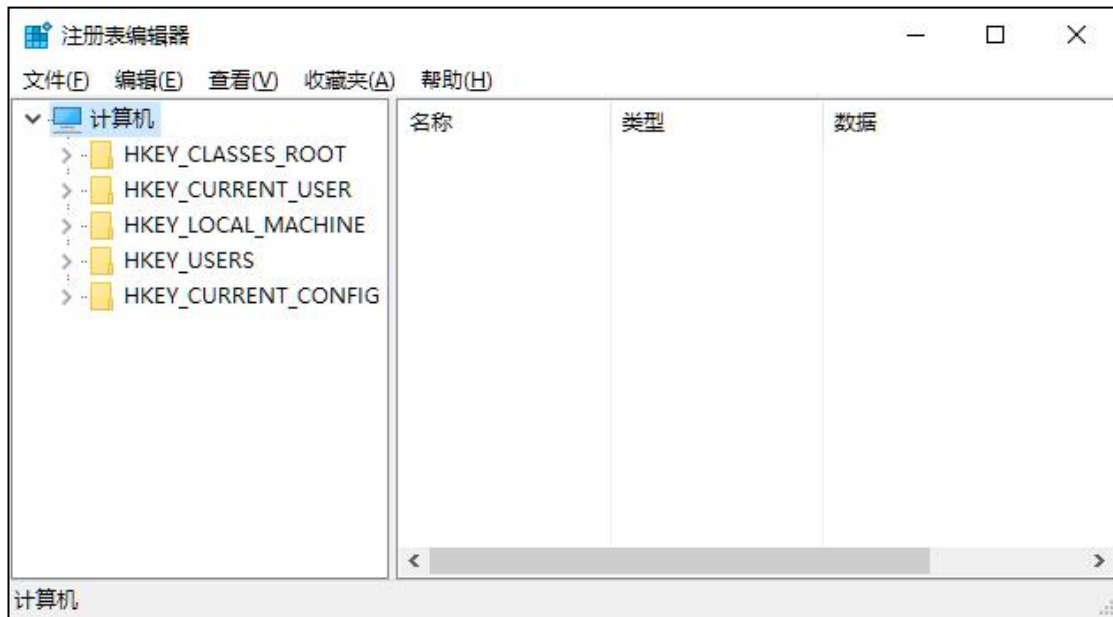 注册表编辑器
文件(F) 编辑(E) 查看(V) 收藏夹(A) 帮助(H)
计算机
HKEY_CLASSES_ROOT
HKEY_CURRENT_USER
HKEY_LOCAL_MACHINE
HKEY_USERS
HKEY_CURRENT_CONFIG
名称 类型 数据
计算机